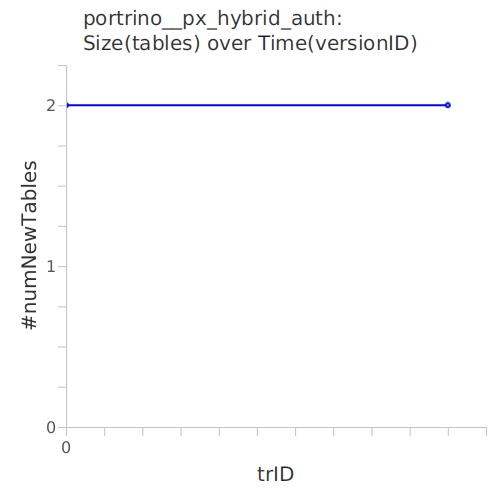 portrino__px_hybrid_auth:
Size(tables) over Time(versionID)
2
1
0
0
#numNewTables
trID